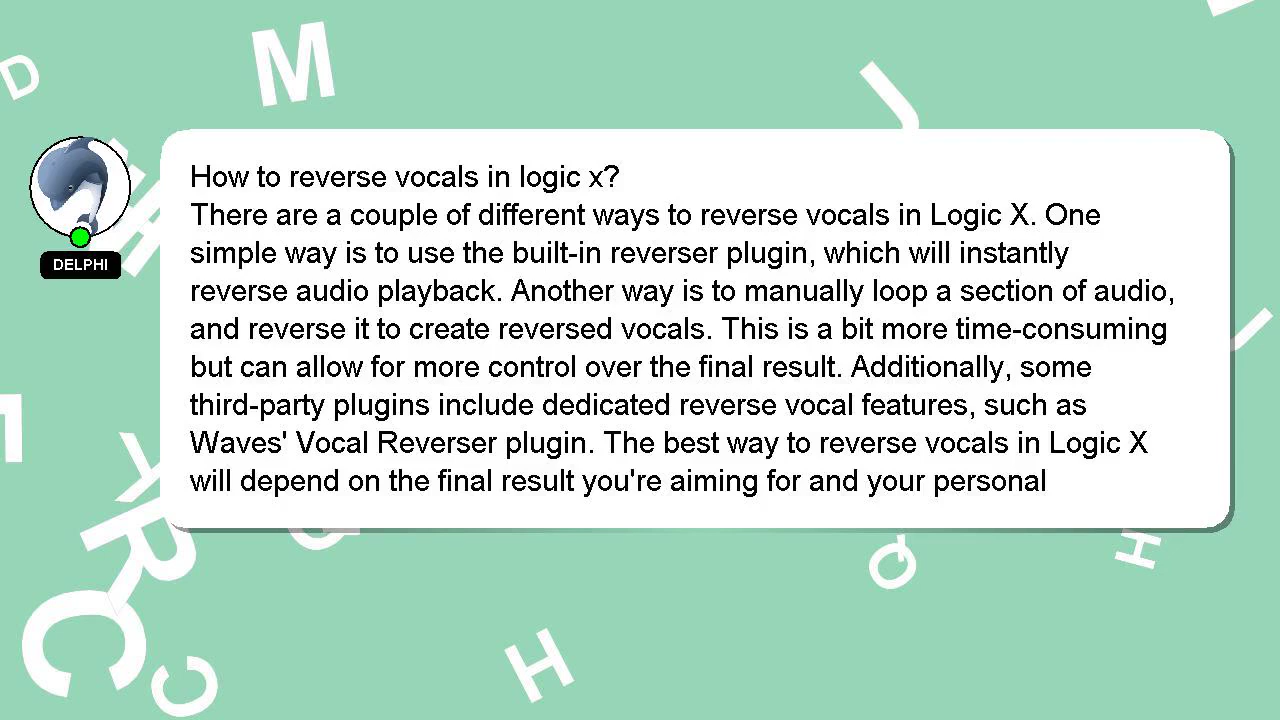 How to reverse vocals in logic x?
There are a couple of different ways to reverse vocals in Logic X. One
simple way is to use the built-in reverser plugin, which will instantly
reverse audio playback. Another way is to manually loop a section of audio,
and reverse it to create reversed vocals. This is a bit more time-consuming
but can allow for more control over the final result. Additionally, some
third-party plugins include dedicated reverse vocal features, such as
Waves' Vocal Reverser plugin. The best way to reverse vocals in Logic X
will depend on the final result you're aiming for and your personal
DELPHI
D
M
J
R
C
C
H
Q
H